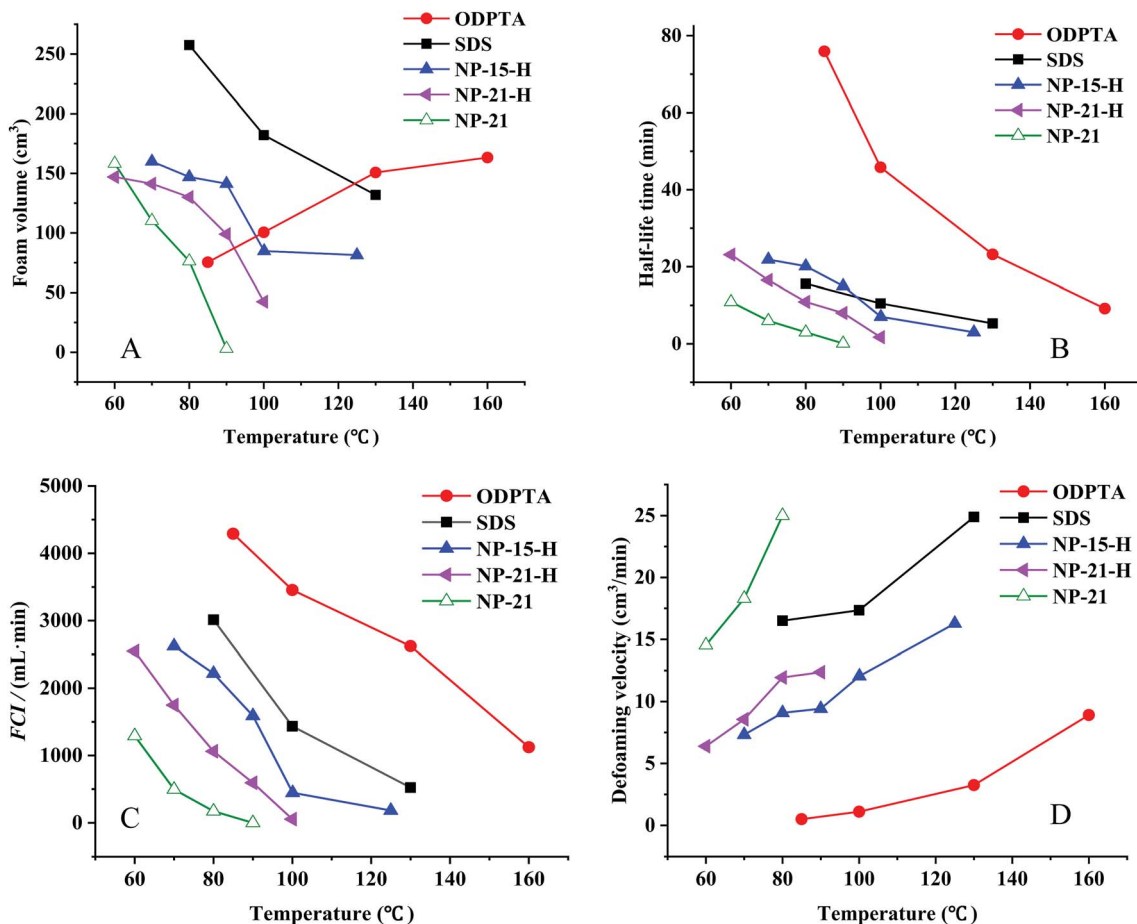 ODPTA
SDS
NP-15-H
NP-21-H
NP-21
250
200
150
100
50
0
Foam volume (cm³)
A
60 80 100 120 140 160
Temperature (℃)
ODPTA
SDS
NP-15-H
NP-21-H
NP-21
80
60
40
20
0
Half-life time (min)
B
60 80 100 120 140 160
Temperature (℃)
ODPTA
SDS
NP-15-H
NP-21-H
NP-21
5000
4000
3000
2000
1000
0
FCI / (mL·min)
C
60 80 100 120 140 160
Temperature (℃)
ODPTA
SDS
NP-15-H
NP-21-H
NP-21
25
20
15
10
5
0
Defoaming velocity (cm³/min)
D
60 80 100 120 140 160
Temperature (℃)